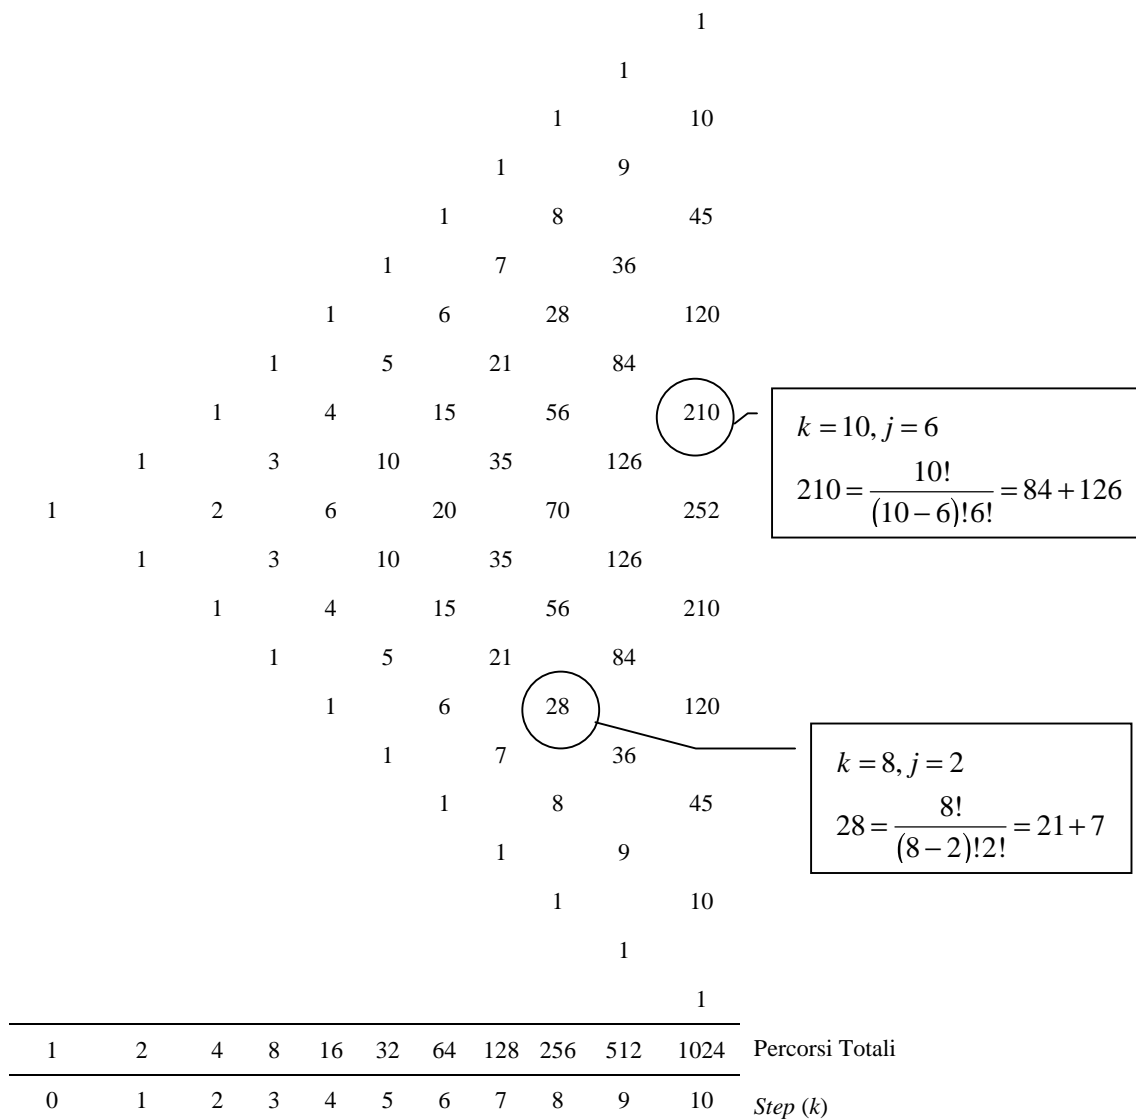 1
1
1 10
1 9
1 8 45
1 7 36
1 6 28 120
1 5 21 84
1 4 15 56 210
1 3 10 35 126
1 2 6 20 70 252
1 3 10 35 126
1 4 15 56 210
1 5 21 84
1 6 28 120
1 7 36
1 8 45
1 9
1 10
1
1
k = 10, j = 6
210 = 10! / (10 − 6)!6! = 84 + 126
k = 8, j = 2
28 = 8! / (8 − 2)!2! = 21 + 7
1 2 4 8 16 32 64 128 256 512 1024 Percorsi Totali
0 1 2 3 4 5 6 7 8 9 10 Step (k)